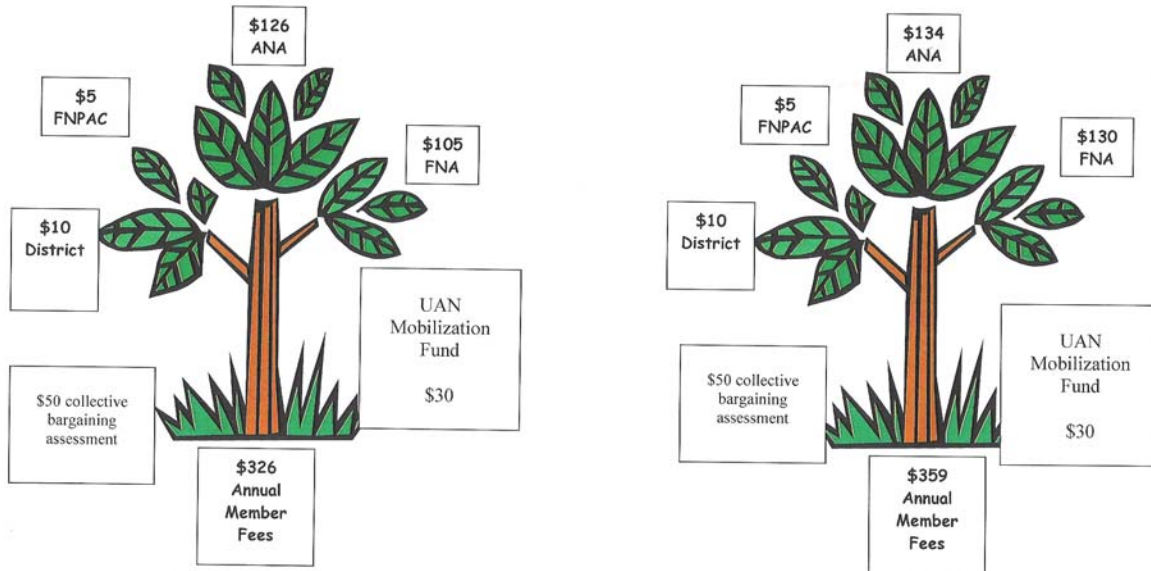 $126
ANA
$5
FNPAC
$105
FNA
$10
District
UAN
Mobilization
Fund
$30
$50 collective
bargaining
assessment
$326
Annual
Member
Fees
$134
ANA
$5
FNPAC
$130
FNA
$10
District
UAN
Mobilization
Fund
$30
$50 collective
bargaining
assessment
$359
Annual
Member
Fees